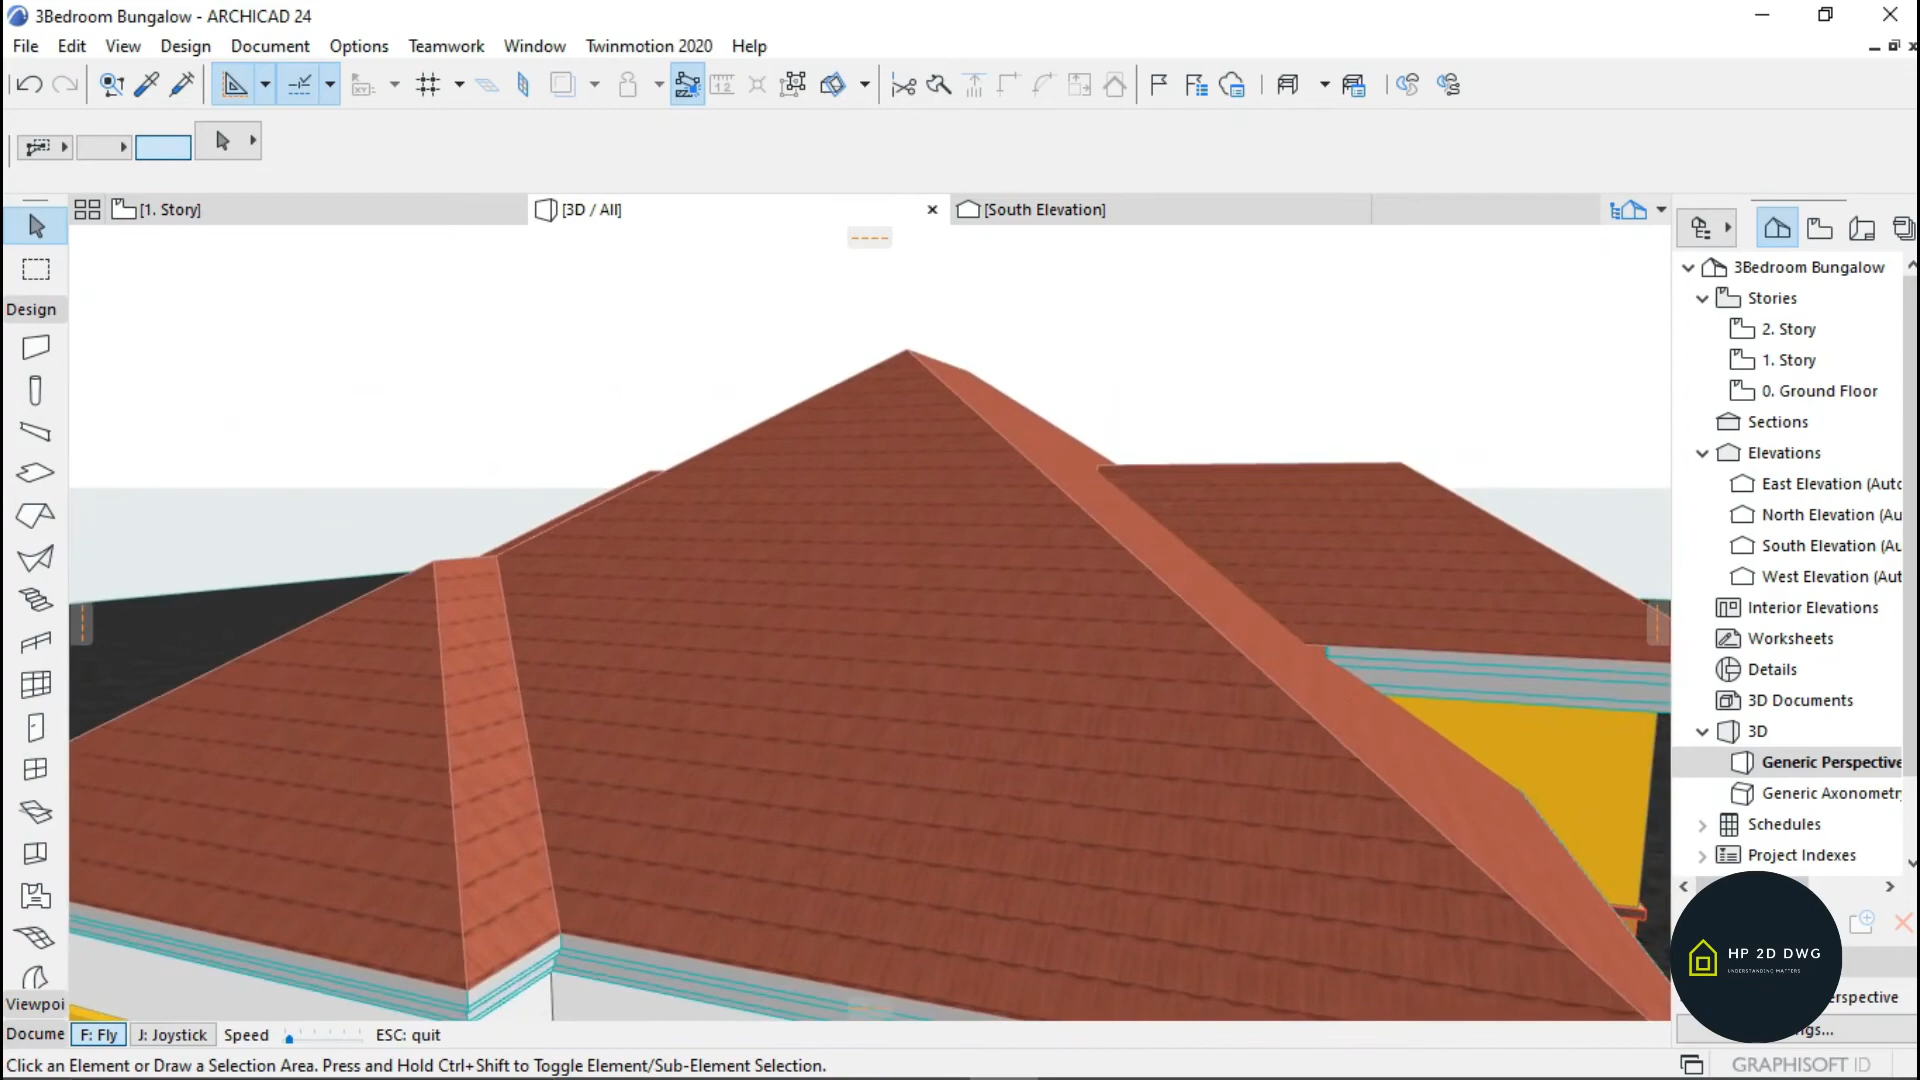 3Bedroom Bungalow - ARCHICAD 24
File Edit View Design Document Options Teamwork Window Twinmotion 2020 Help
[1. Story]
[3D / All]
[South Elevation]
Design
3Bedroom Bungalow
Stories
2. Story
1. Story
0. Ground Floor
Sections
Elevations
East Elevation (Auto
North Elevation (Au
South Elevation (Au
West Elevation (Aut
Interior Elevations
Worksheets
Details
3D Documents
3D
Generic Perspective
Generic Axonometr
Schedules
Project Indexes
HP 2D DWG
UNDERSTANDING MATTERS
Viewpoi
erspective
Docume
F: Fly
J: Joystick
Speed
ESC: quit
gs...
Click an Element or Draw a Selection Area. Press and Hold Ctrl+Shift to Toggle Element/Sub-Element Selection.
GRAPHISOFT ID